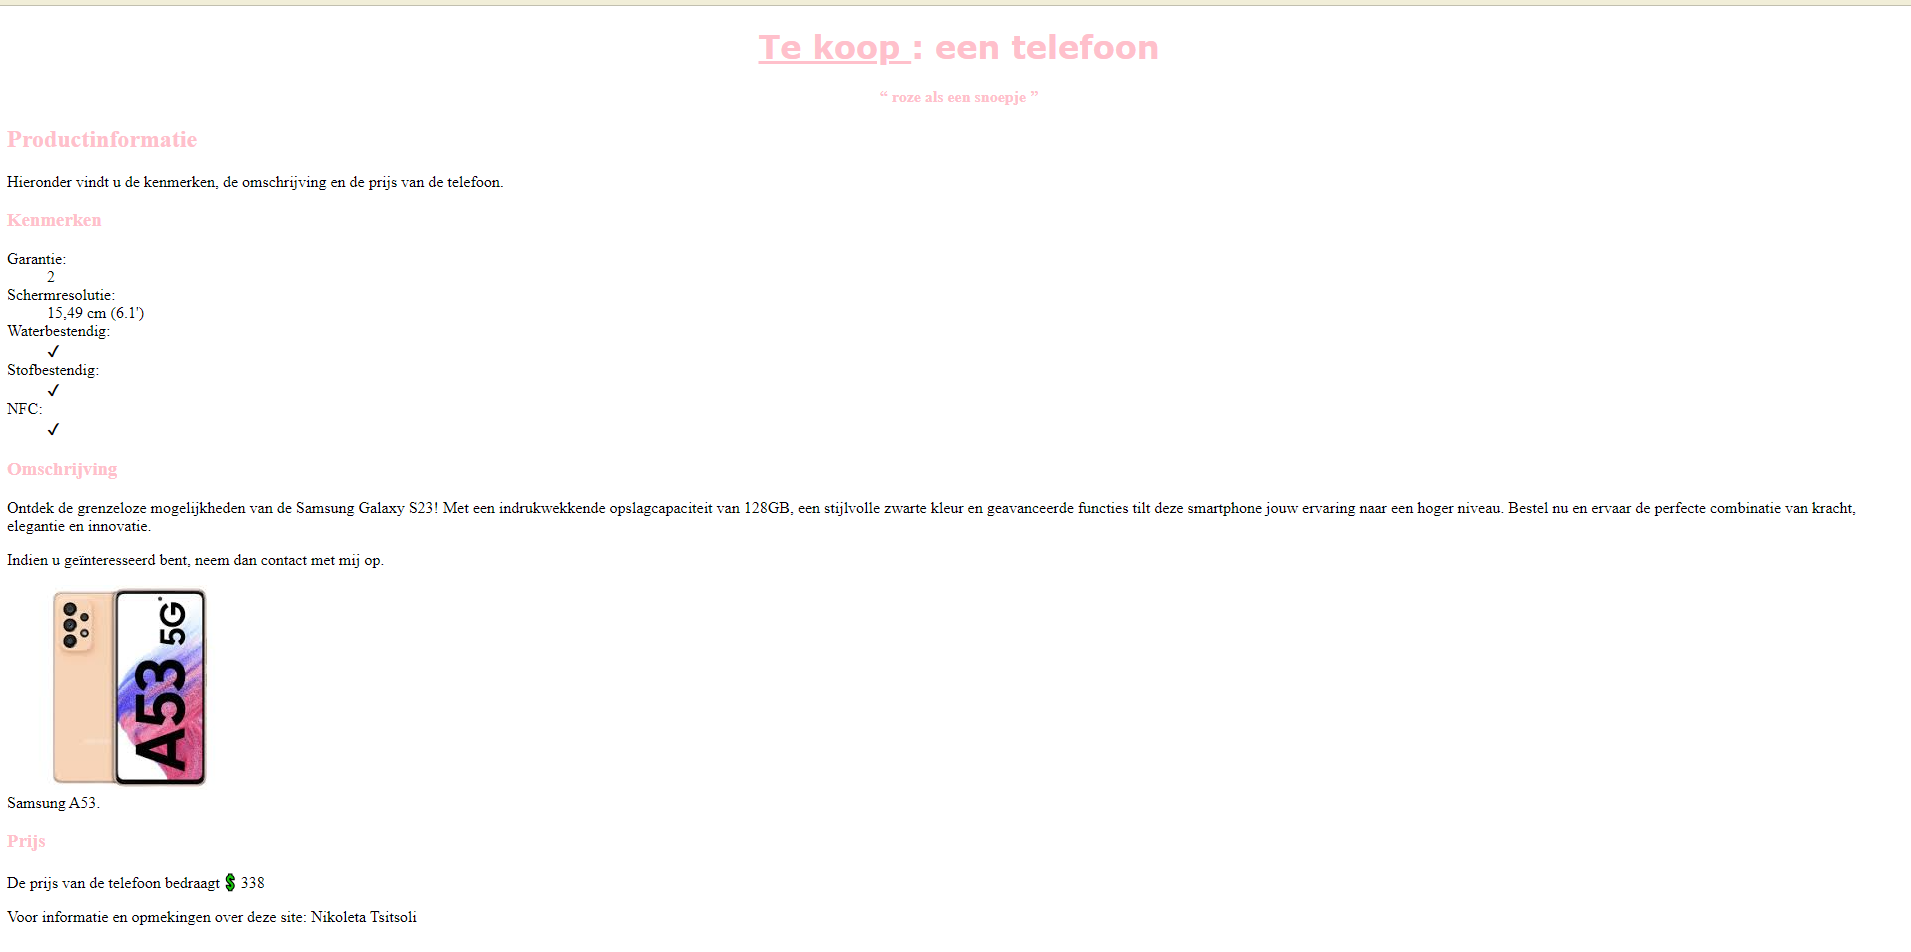 Te koop : een telefoon
“ roze als een snoepje ”
Productinformatie
Hieronder vindt u de kenmerken, de omschrijving en de prijs van de telefoon.
Kenmerken
Garantie:
2
Schermresolutie:
15,49 cm (6.1')
Waterbestendig:
✓
Stofbestendig:
✓
NFC:
✓
Omschrijving
Ontdek de grenzeloze mogelijkheden van de Samsung Galaxy S23! Met een indrukwekkende opslagcapaciteit van 128GB, een stijlvolle zwarte kleur en geavanceerde functies tilt deze smartphone jouw ervaring naar een hoger niveau. Bestel nu en ervaar de perfecte combinatie van kracht,
elegantie en innovatie.
Indien u geïnteresseerd bent, neem dan contact met mij op.
A53 5G
Samsung A53.
Prijs
De prijs van de telefoon bedraagt 💲 338
Voor informatie en opmekingen over deze site: Nikoleta Tsitsoli